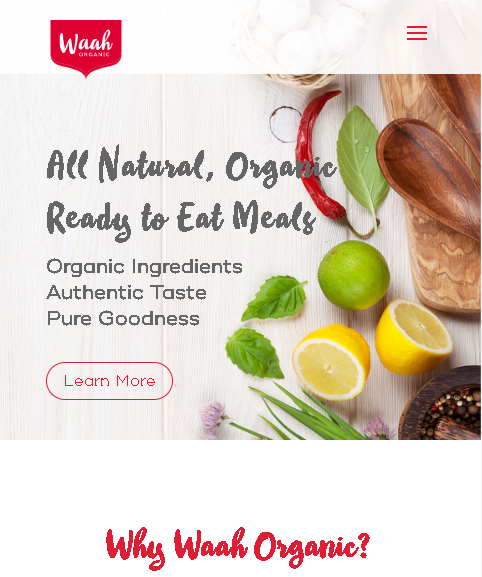 Waah
ORGANIC
All Natural, Organic
Ready to Eat Meals
Organic Ingredients
Authentic Taste
Pure Goodness
Learn More
Why Waah Organic?